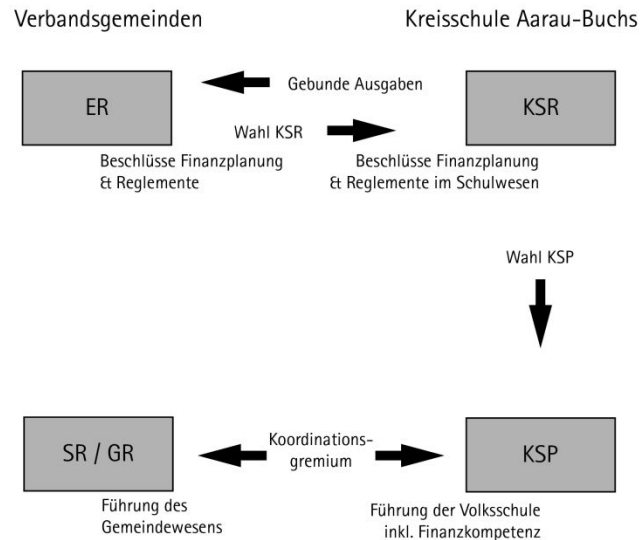 Verbandsgemeinden
Kreisschule Aarau-Buchs
ER
Gebunde Ausgaben
KSR
Wahl KSR
Beschlüsse Finanzplanung
& Reglemente
Beschlüsse Finanzplanung
& Reglemente im Schulwesen
Wahl KSP
SR / GR
Koordinations-
gremium
KSP
Führung des
Gemeindewesens
Führung der Volksschule
inkl. Finanzkompetenz